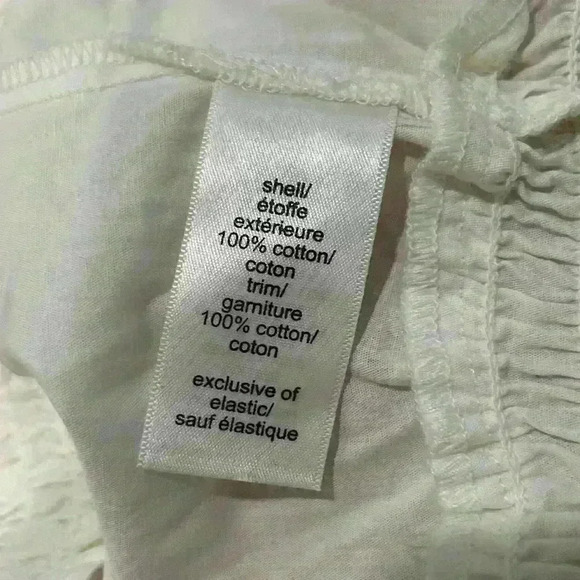 shell/
étoffe
extérieure
100% cotton/
coton
trim/
garniture
100% cotton/
coton
exclusive of
elastic/
sauf élastique